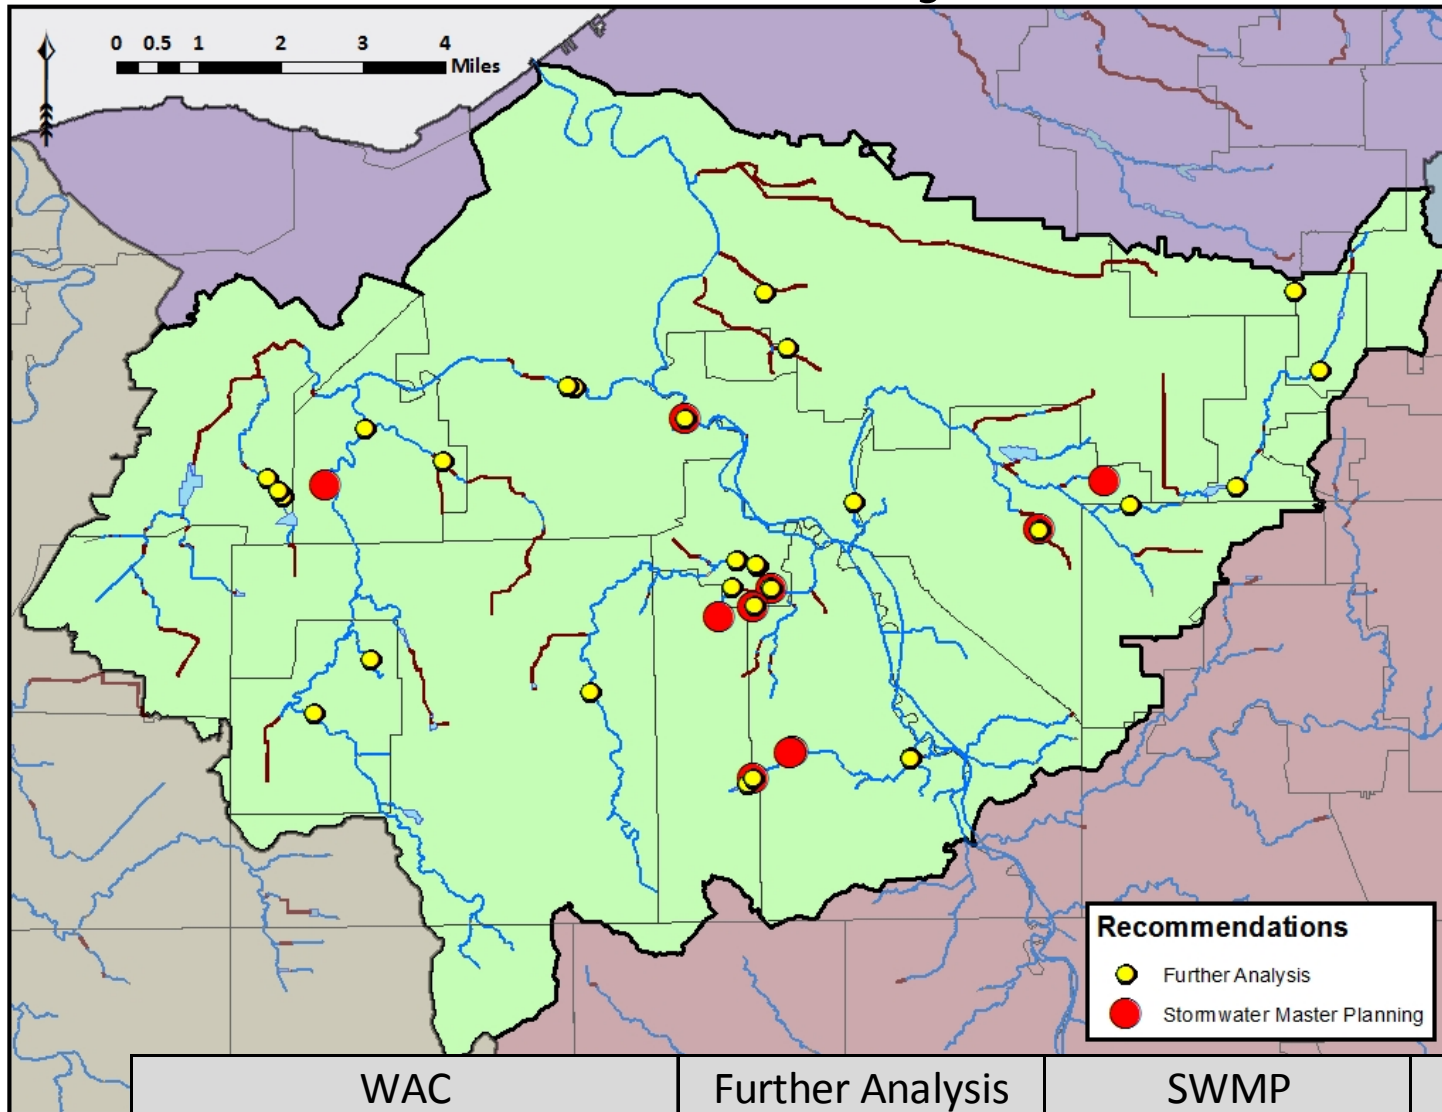 0 0.5 1 2 3 4
Miles
Recommendations
Further Analysis
Stormwater Master Planning
WAC Further Analysis SWMP